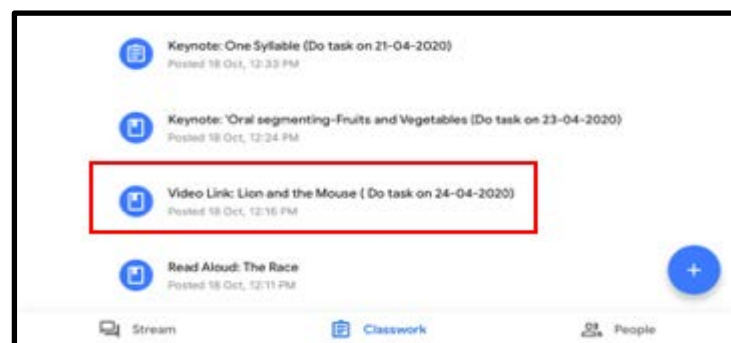 Keynote: One Syllable (Do task on 21-04-2020)
Posted 18 Oct, 12:33 PM
Keynote: 'Oral segmenting-Fruits and Vegetables (Do task on 23-04-2020)
Posted 18 Oct, 12:24 PM
Video Link: Lion and the Mouse ( Do task on 24-04-2020)
Posted 18 Oct, 12:16 PM
Read Aloud: The Race
Posted 18 Oct, 12:11 PM
Stream Classwork People